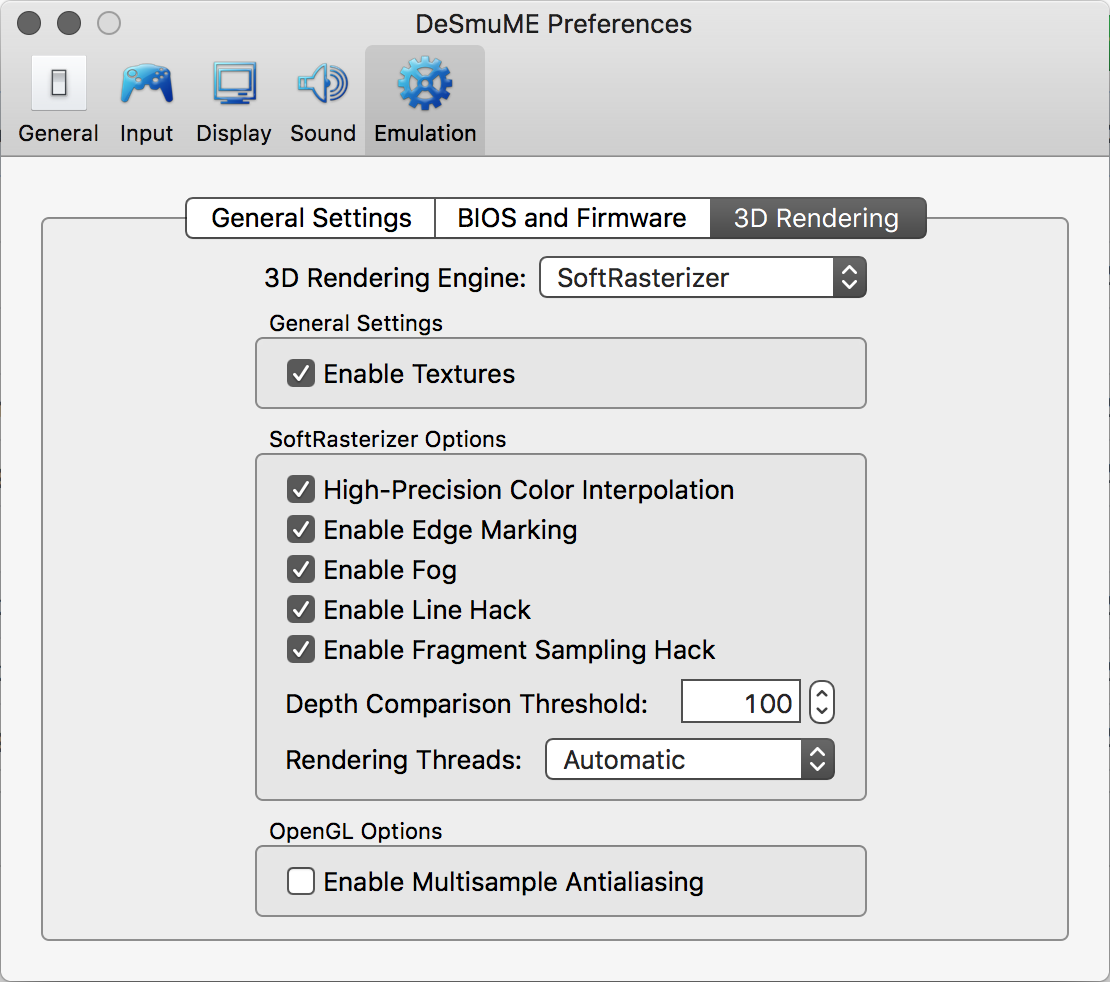 DeSmuME Preferences
General Input Display Sound Emulation
General Settings BIOS and Firmware 3D Rendering
3D Rendering Engine: SoftRasterizer
General Settings
Enable Textures
SoftRasterizer Options
High-Precision Color Interpolation
Enable Edge Marking
Enable Fog
Enable Line Hack
Enable Fragment Sampling Hack
Depth Comparison Threshold: 100
Rendering Threads: Automatic
OpenGL Options
Enable Multisample Antialiasing